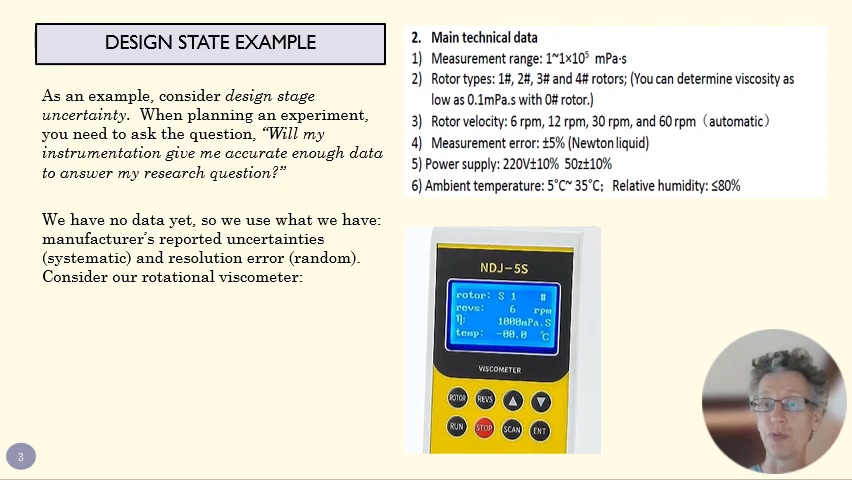 DESIGN STATE EXAMPLE
As an example, consider design stage
uncertainty. When planning an experiment,
you need to ask the question, “Will my
instrumentation give me accurate enough data
to answer my research question?”
We have no data yet, so we use what we have:
manufacturer’s reported uncertainties
(systematic) and resolution error (random).
Consider our rotational viscometer:
2. Main technical data
1) Measurement range: 1~1×10⁵ mPa·s
2) Rotor types: 1#, 2#, 3# and 4# rotors; (You can determine viscosity as
low as 0.1mPa.s with 0# rotor.)
3) Rotor velocity: 6 rpm, 12 rpm, 30 rpm, and 60 rpm（automatic）
4) Measurement error: ±5% (Newton liquid)
5) Power supply: 220V±10% 50z±10%
6) Ambient temperature: 5°C~ 35°C; Relative humidity: ≤80%
NDJ-5S
rotor: S 1 #
revs: 6 rpm
η: 1000mPa.S
temp: -00.0 °C
VISCOMETER
ROTOR REVS ▲ ▼
RUN STOP SCAN ENT
3